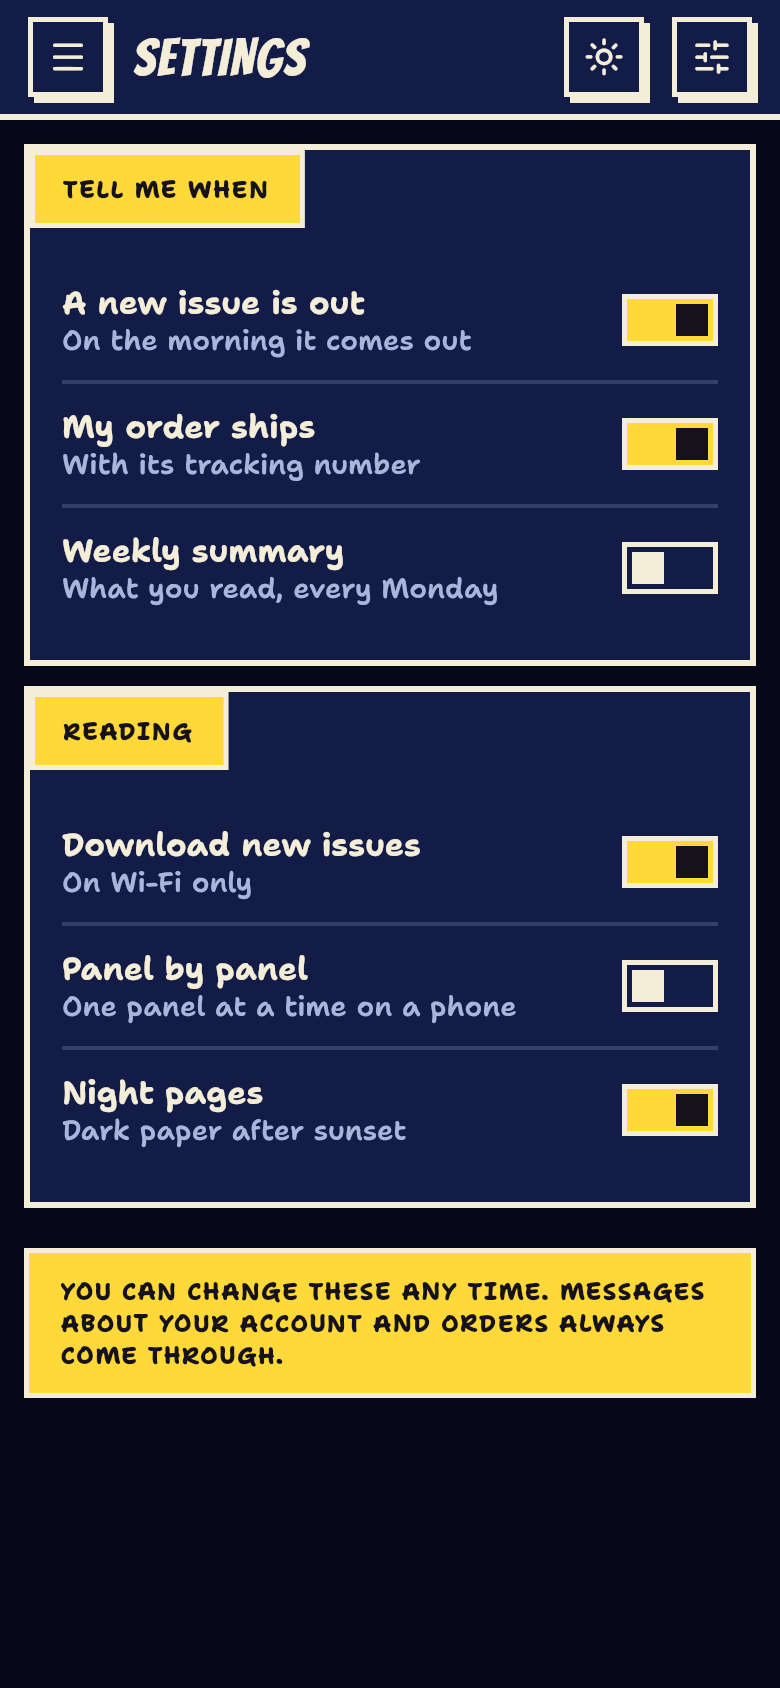 SETTINGS
TELL ME WHEN
A new issue is out
On the morning it comes out
My order ships
With its tracking number
Weekly summary
What you read, every Monday
READING
Download new issues
On Wi-Fi only
Panel by panel
One panel at a time on a phone
Night pages
Dark paper after sunset
YOU CAN CHANGE THESE ANY TIME. MESSAGES
ABOUT YOUR ACCOUNT AND ORDERS ALWAYS
COME THROUGH.